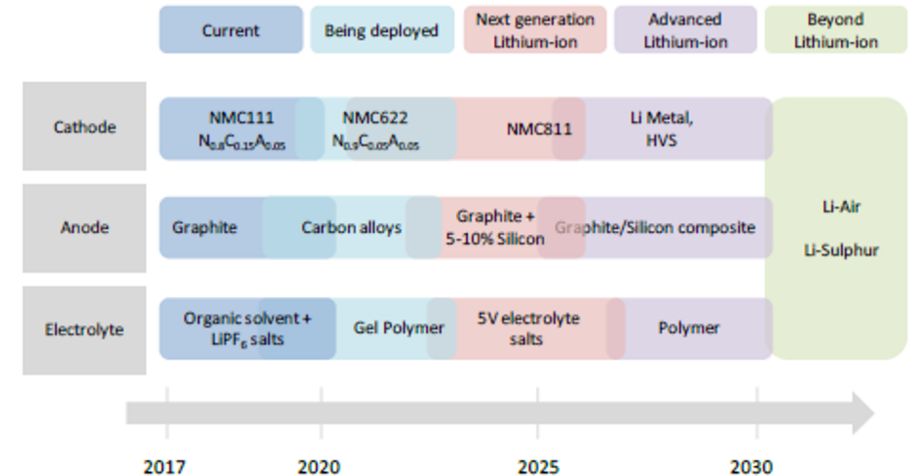 Current
Being deployed
Next generation
Lithium-ion
Advanced
Lithium-ion
Beyond
Lithium-ion
Cathode
NMC111
N₀.₈C₀.₁₅A₀.₀₅
NMC622
N₀.₉C₀.₀₅A₀.₀₅
NMC811
Li Metal,
HVS
Anode
Graphite
Carbon alloys
Graphite +
5-10% Silicon
Graphite/Silicon composite
Li-Air
Li-Sulphur
Electrolyte
Organic solvent +
LiPF₆ salts
Gel Polymer
5V electrolyte
salts
Polymer
2017
2020
2025
2030